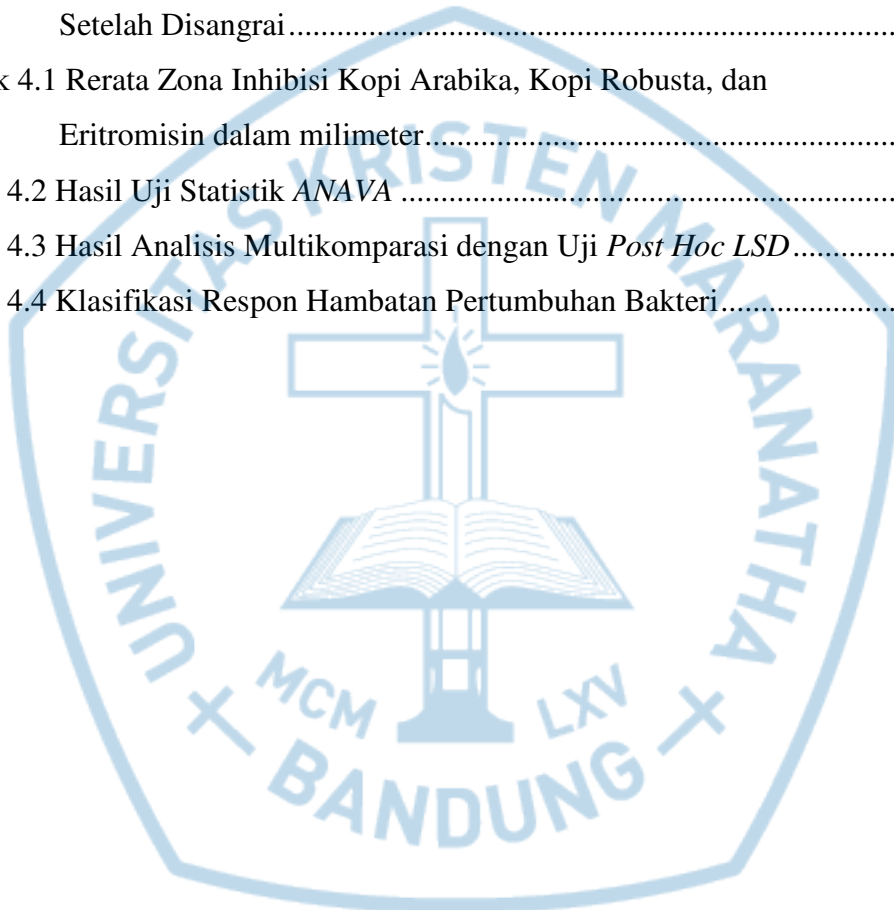 Setelah Disangrai
k 4.1 Rerata Zona Inhibisi Kopi Arabika, Kopi Robusta, dan
Eritromisin dalam milimeter
4.2 Hasil Uji Statistik ANAVA
4.3 Hasil Analisis Multikomparasi dengan Uji Post Hoc LSD
4.4 Klasifikasi Respon Hambatan Pertumbuhan Bakteri
UNIVERSITAS KRISTEN MARANATHA
MCM LXV
BANDUNG